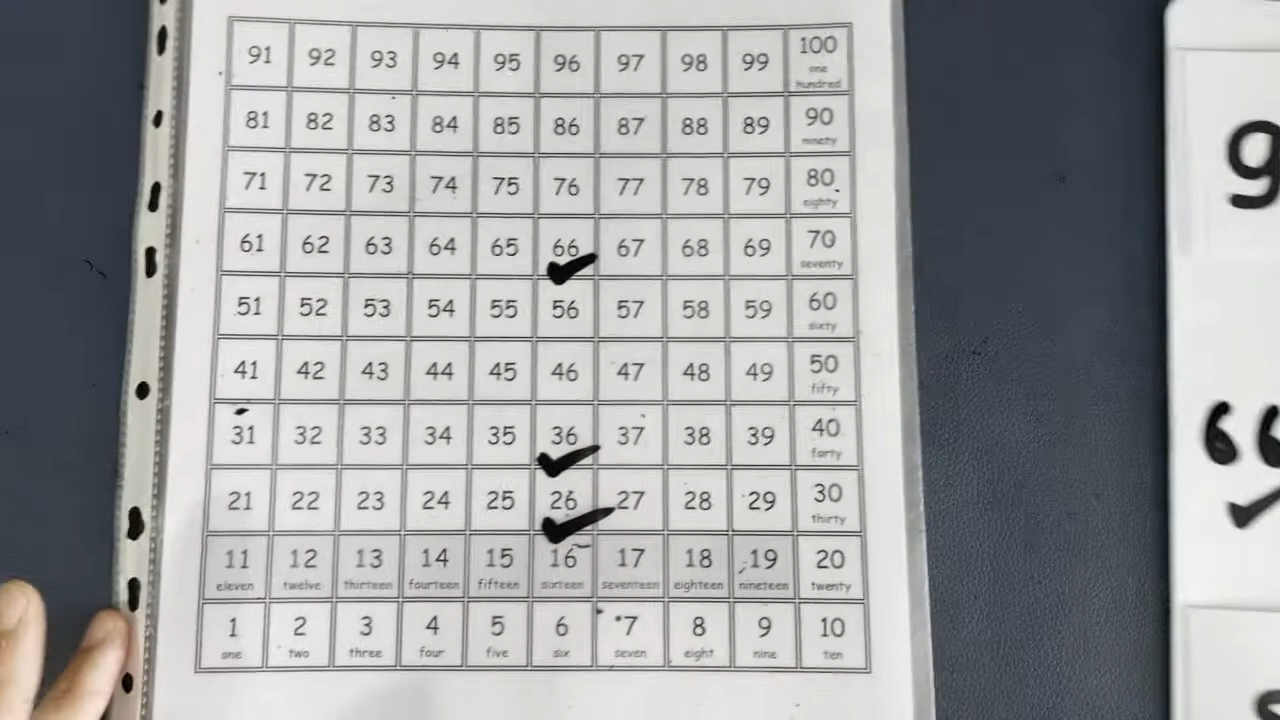 91 92 93 94 95 96 97 98 99 100
one
hundred
81 82 83 84 85 86 87 88 89 90
ninety
71 72 73 74 75 76 77 78 79 80
eighty
61 62 63 64 65 66 67 68 69 70
seventy
51 52 53 54 55 56 57 58 59 60
sixty
41 42 43 44 45 46 47 48 49 50
fifty
31 32 33 34 35 36 37 38 39 40
forty
21 22 23 24 25 26 27 28 29 30
thirty
11 12 13 14 15 16 17 18 19 20
eleven twelve thirteen fourteen fifteen sixteen seventeen eighteen nineteen twenty
1 2 3 4 5 6 7 8 9 10
one two three four five six seven eight nine ten